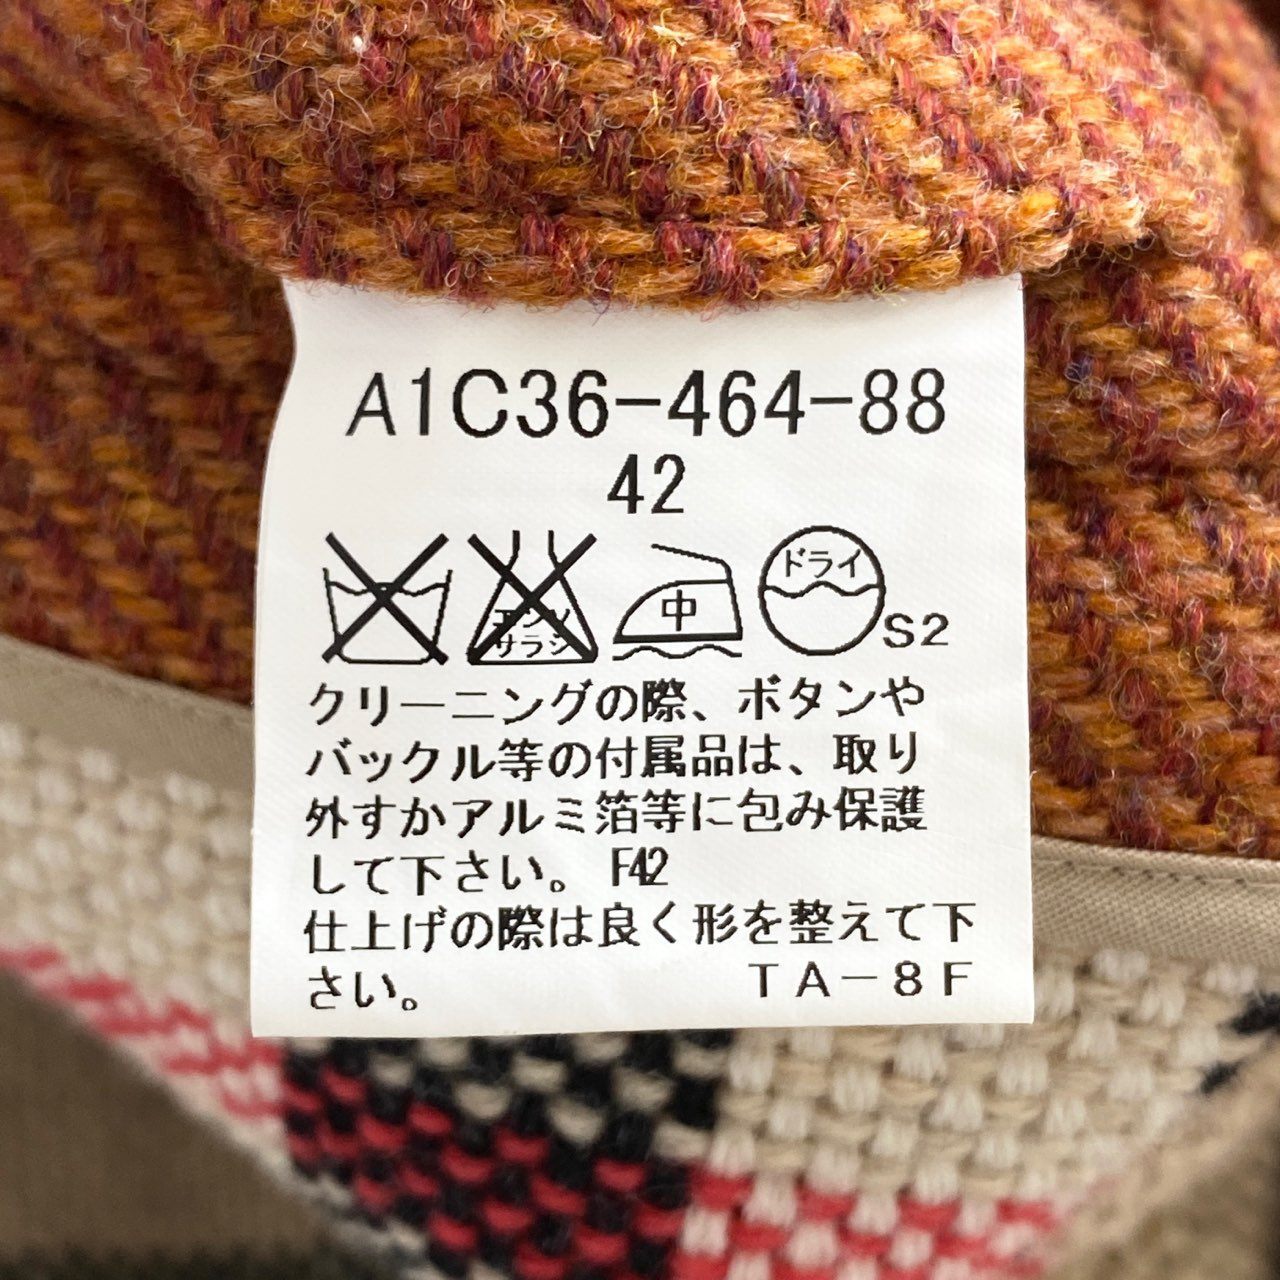 A1C36-464-88
42
エンソ
サラシ
中
ドライ
S2
クリーニングの際、ボタンや
バックル等の付属品は、取り
外すかアルミ箔等に包み保護
して下さい。 F42
仕上げの際は良く形を整えて下
さい。 TA-8F